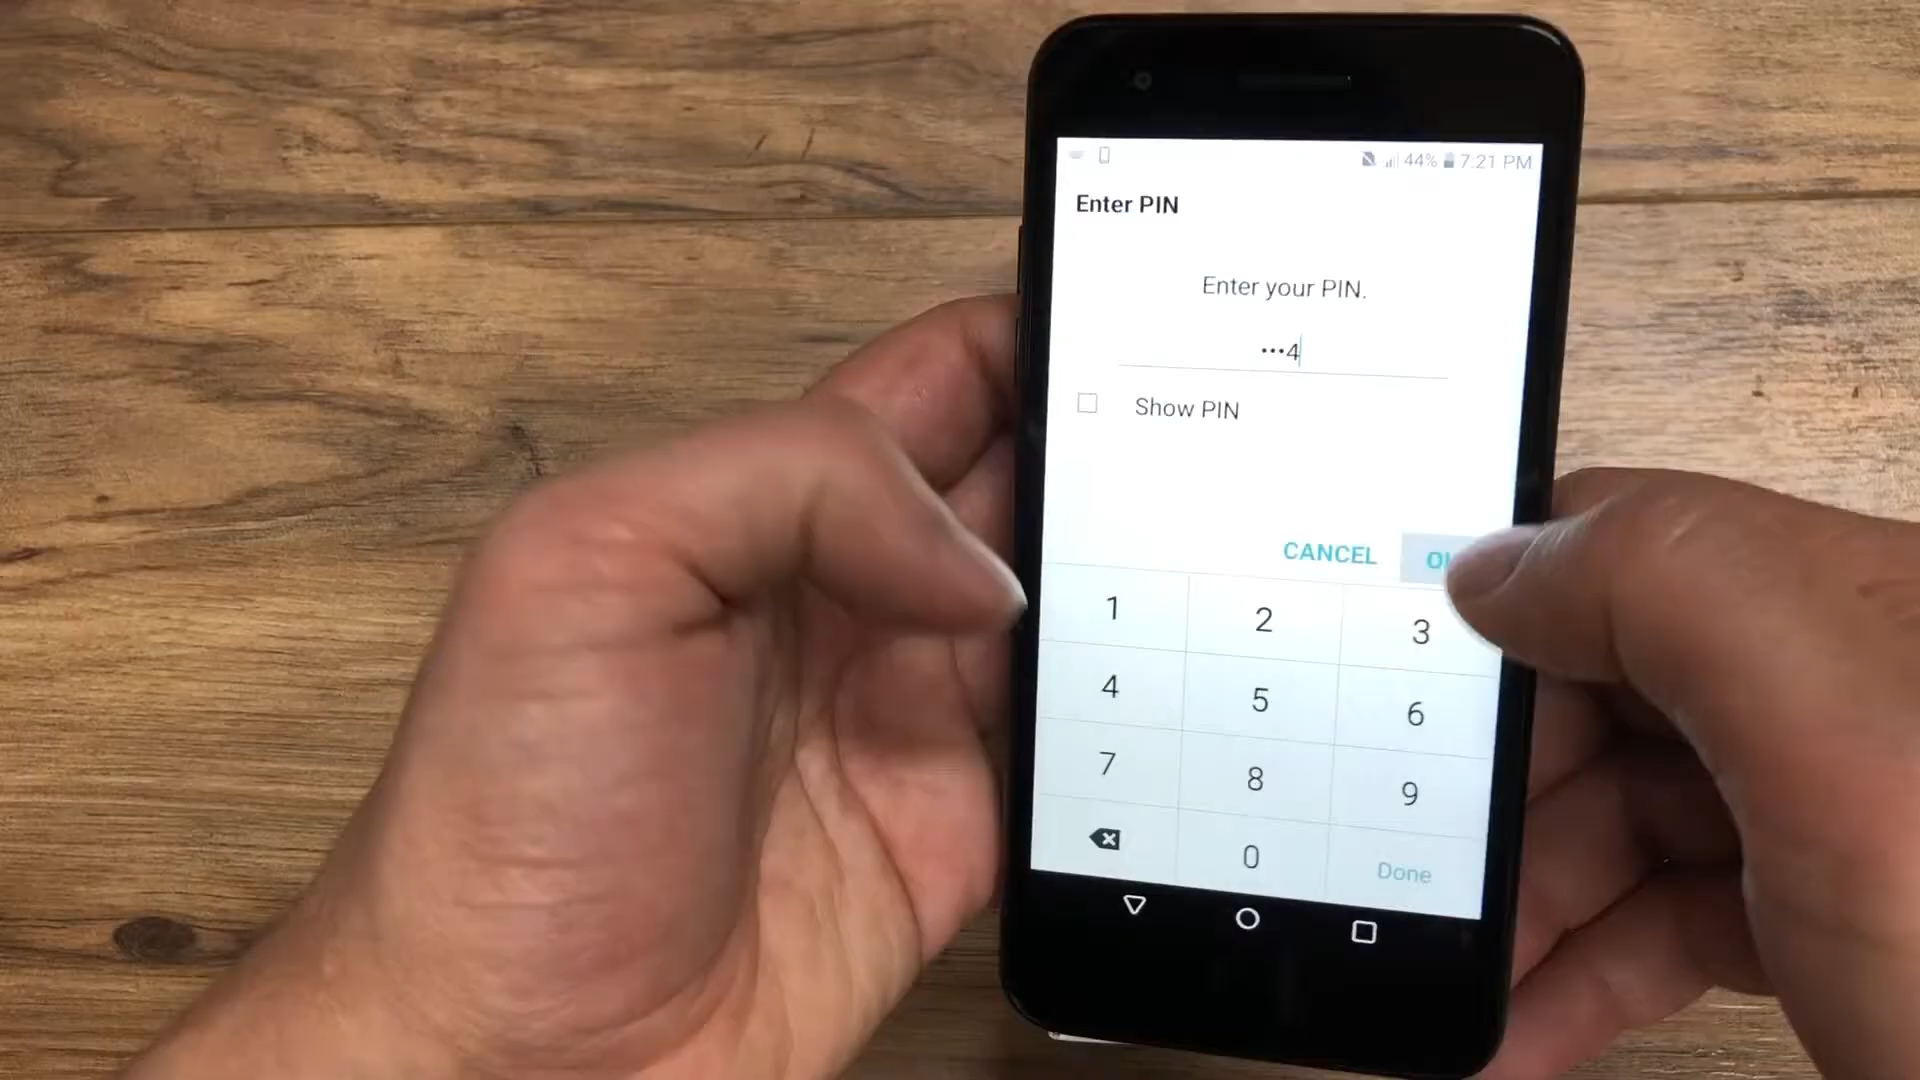 44% 7:21 PM
Enter PIN
Enter your PIN.
•••4
Show PIN
CANCEL
1 2 3
4 5 6
7 8 9
0 Done